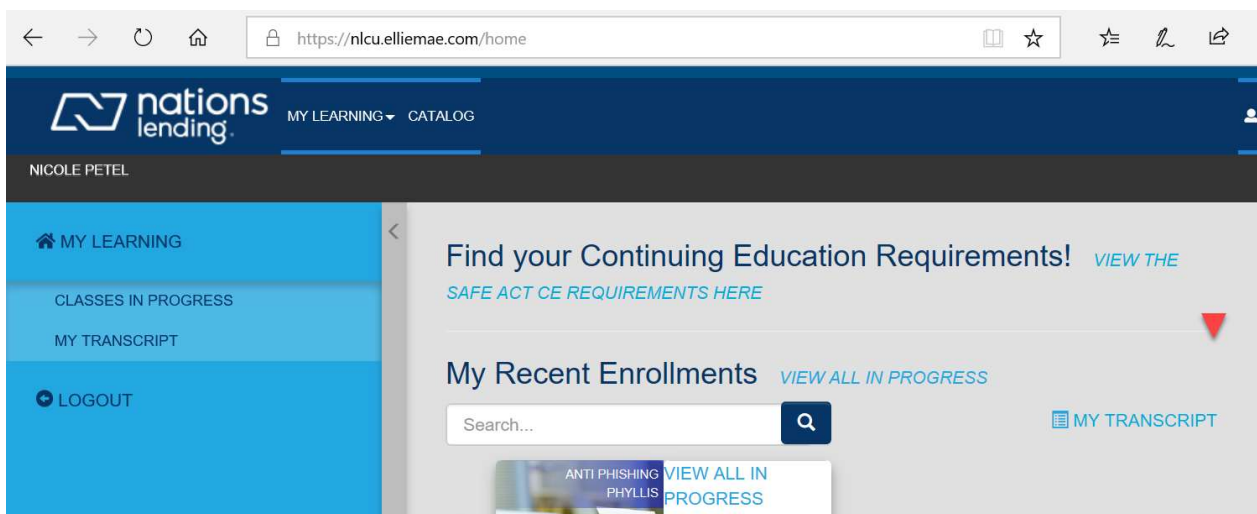 https://nlcu.elliemae.com/home
nations
lending.
MY LEARNING CATALOG
NICOLE PETEL
MY LEARNING
CLASSES IN PROGRESS
MY TRANSCRIPT
LOGOUT
Find your Continuing Education Requirements! VIEW THE
SAFE ACT CE REQUIREMENTS HERE
My Recent Enrollments VIEW ALL IN PROGRESS
Search...
MY TRANSCRIPT
ANTI PHISHING
PHYLLIS
VIEW ALL IN
PROGRESS